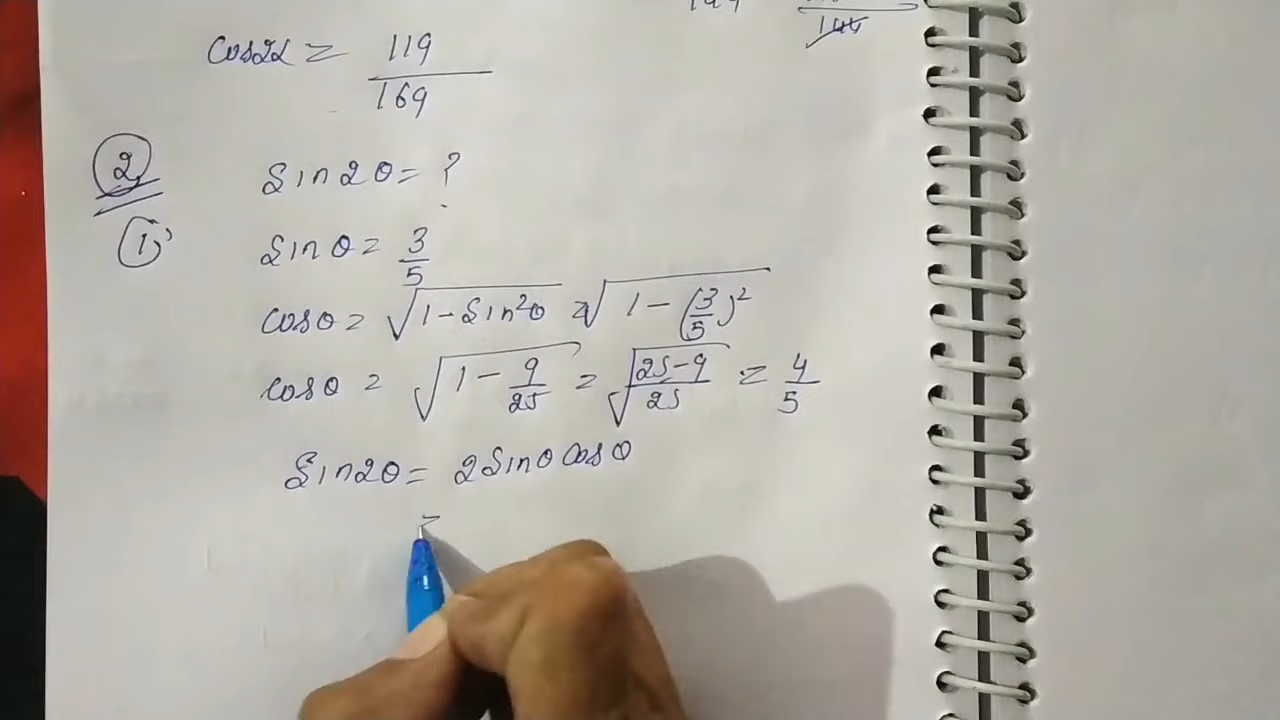 cos2α = 119/169
2
sin2θ = ?
(i)
sinθ = 3/5
cosθ = √(1 - sin²θ) = √(1 - (3/5)²)
cosθ = √(1 - 9/25) = √((25-9)/25) = 4/5
sin2θ = 2sinθ cosθ
=